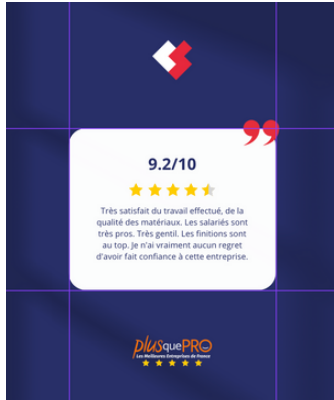 9.2/10
Très satisfait du travail effectué, de la
qualité des matériaux. Les salariés sont
très pros. Très gentil. Les finitions sont
au top. Je n'ai vraiment aucun regret
d'avoir fait confiance à cette entreprise.
plusquePRO
Les Meilleures Entreprises de France